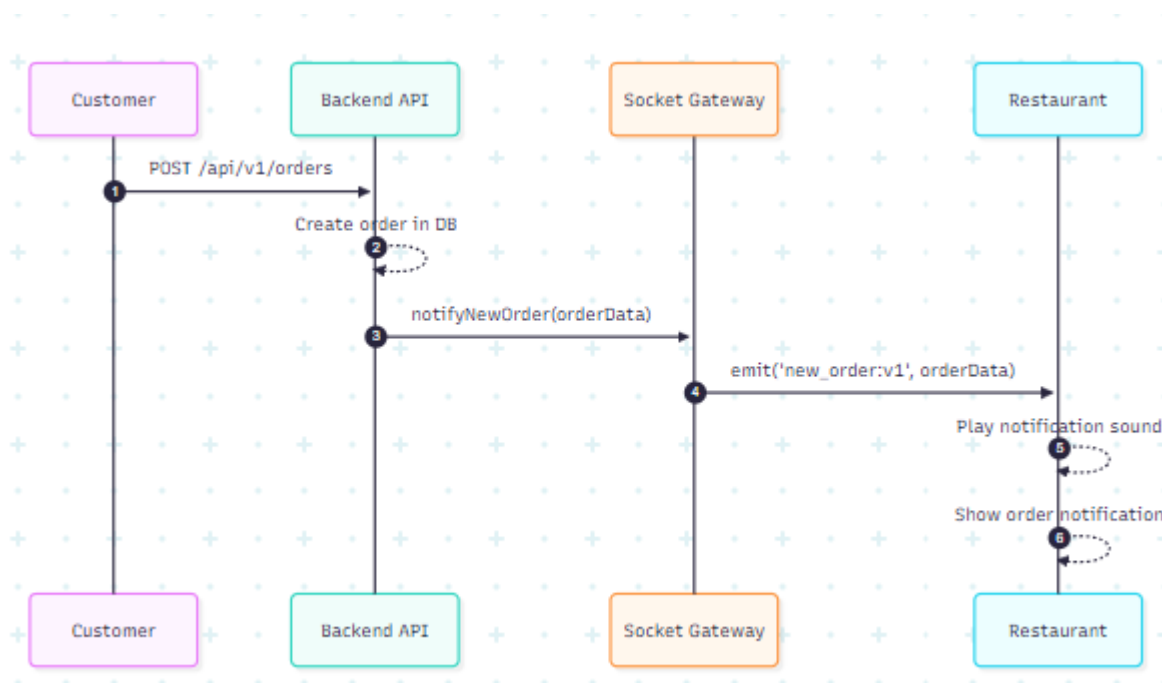 Customer
Backend API
Socket Gateway
Restaurant
POST /api/v1/orders
1
Create order in DB
2
notifyNewOrder(orderData)
3
emit('new_order:v1', orderData)
4
Play notification sound
5
Show order notification
6
Customer
Backend API
Socket Gateway
Restaurant